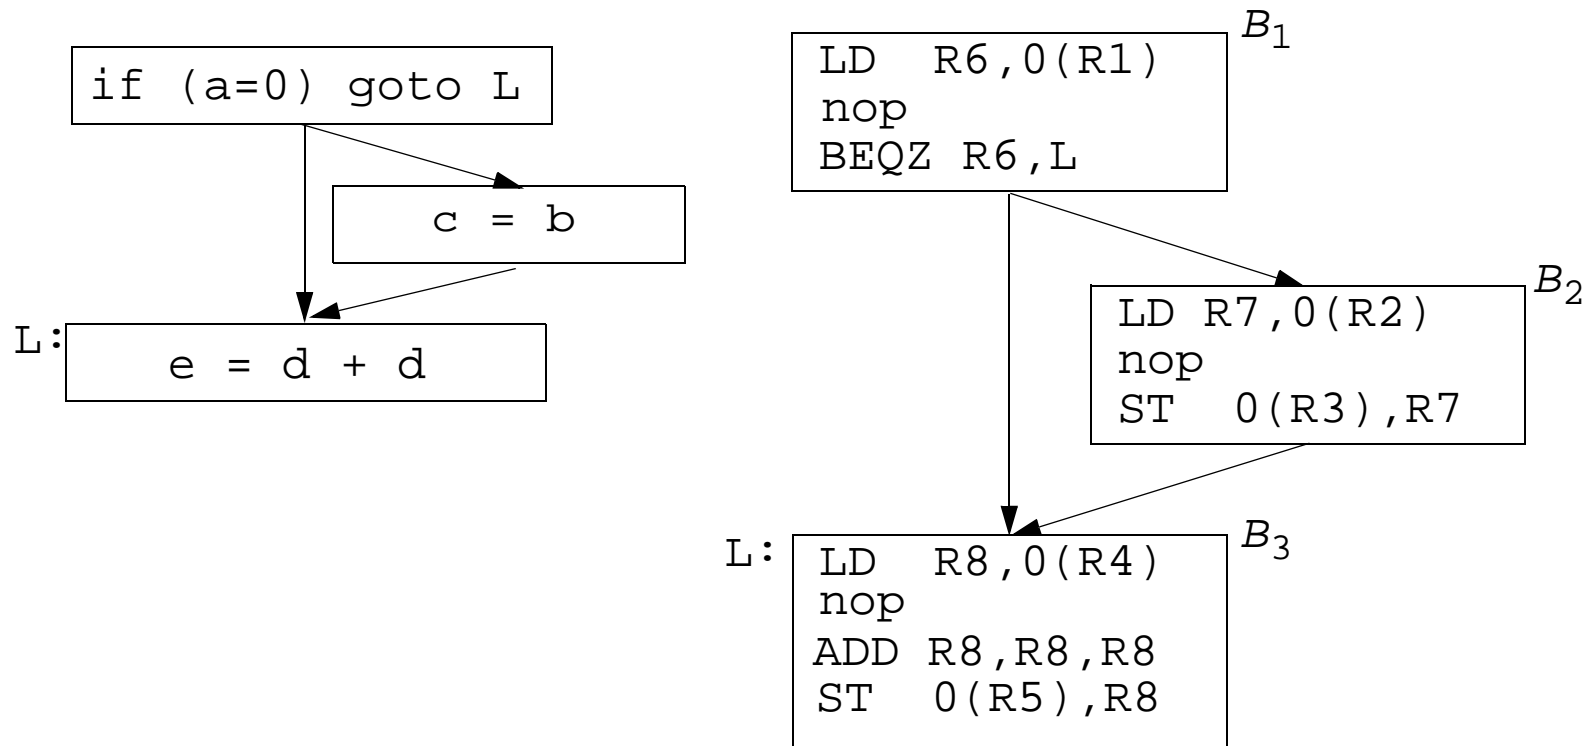 if (a=0) goto L
c = b
L:
e = d + d
B1
LD R6,0(R1)
nop
BEQZ R6,L
B2
LD R7,0(R2)
nop
ST 0(R3),R7
L:
B3
LD R8,0(R4)
nop
ADD R8,R8,R8
ST 0(R5),R8